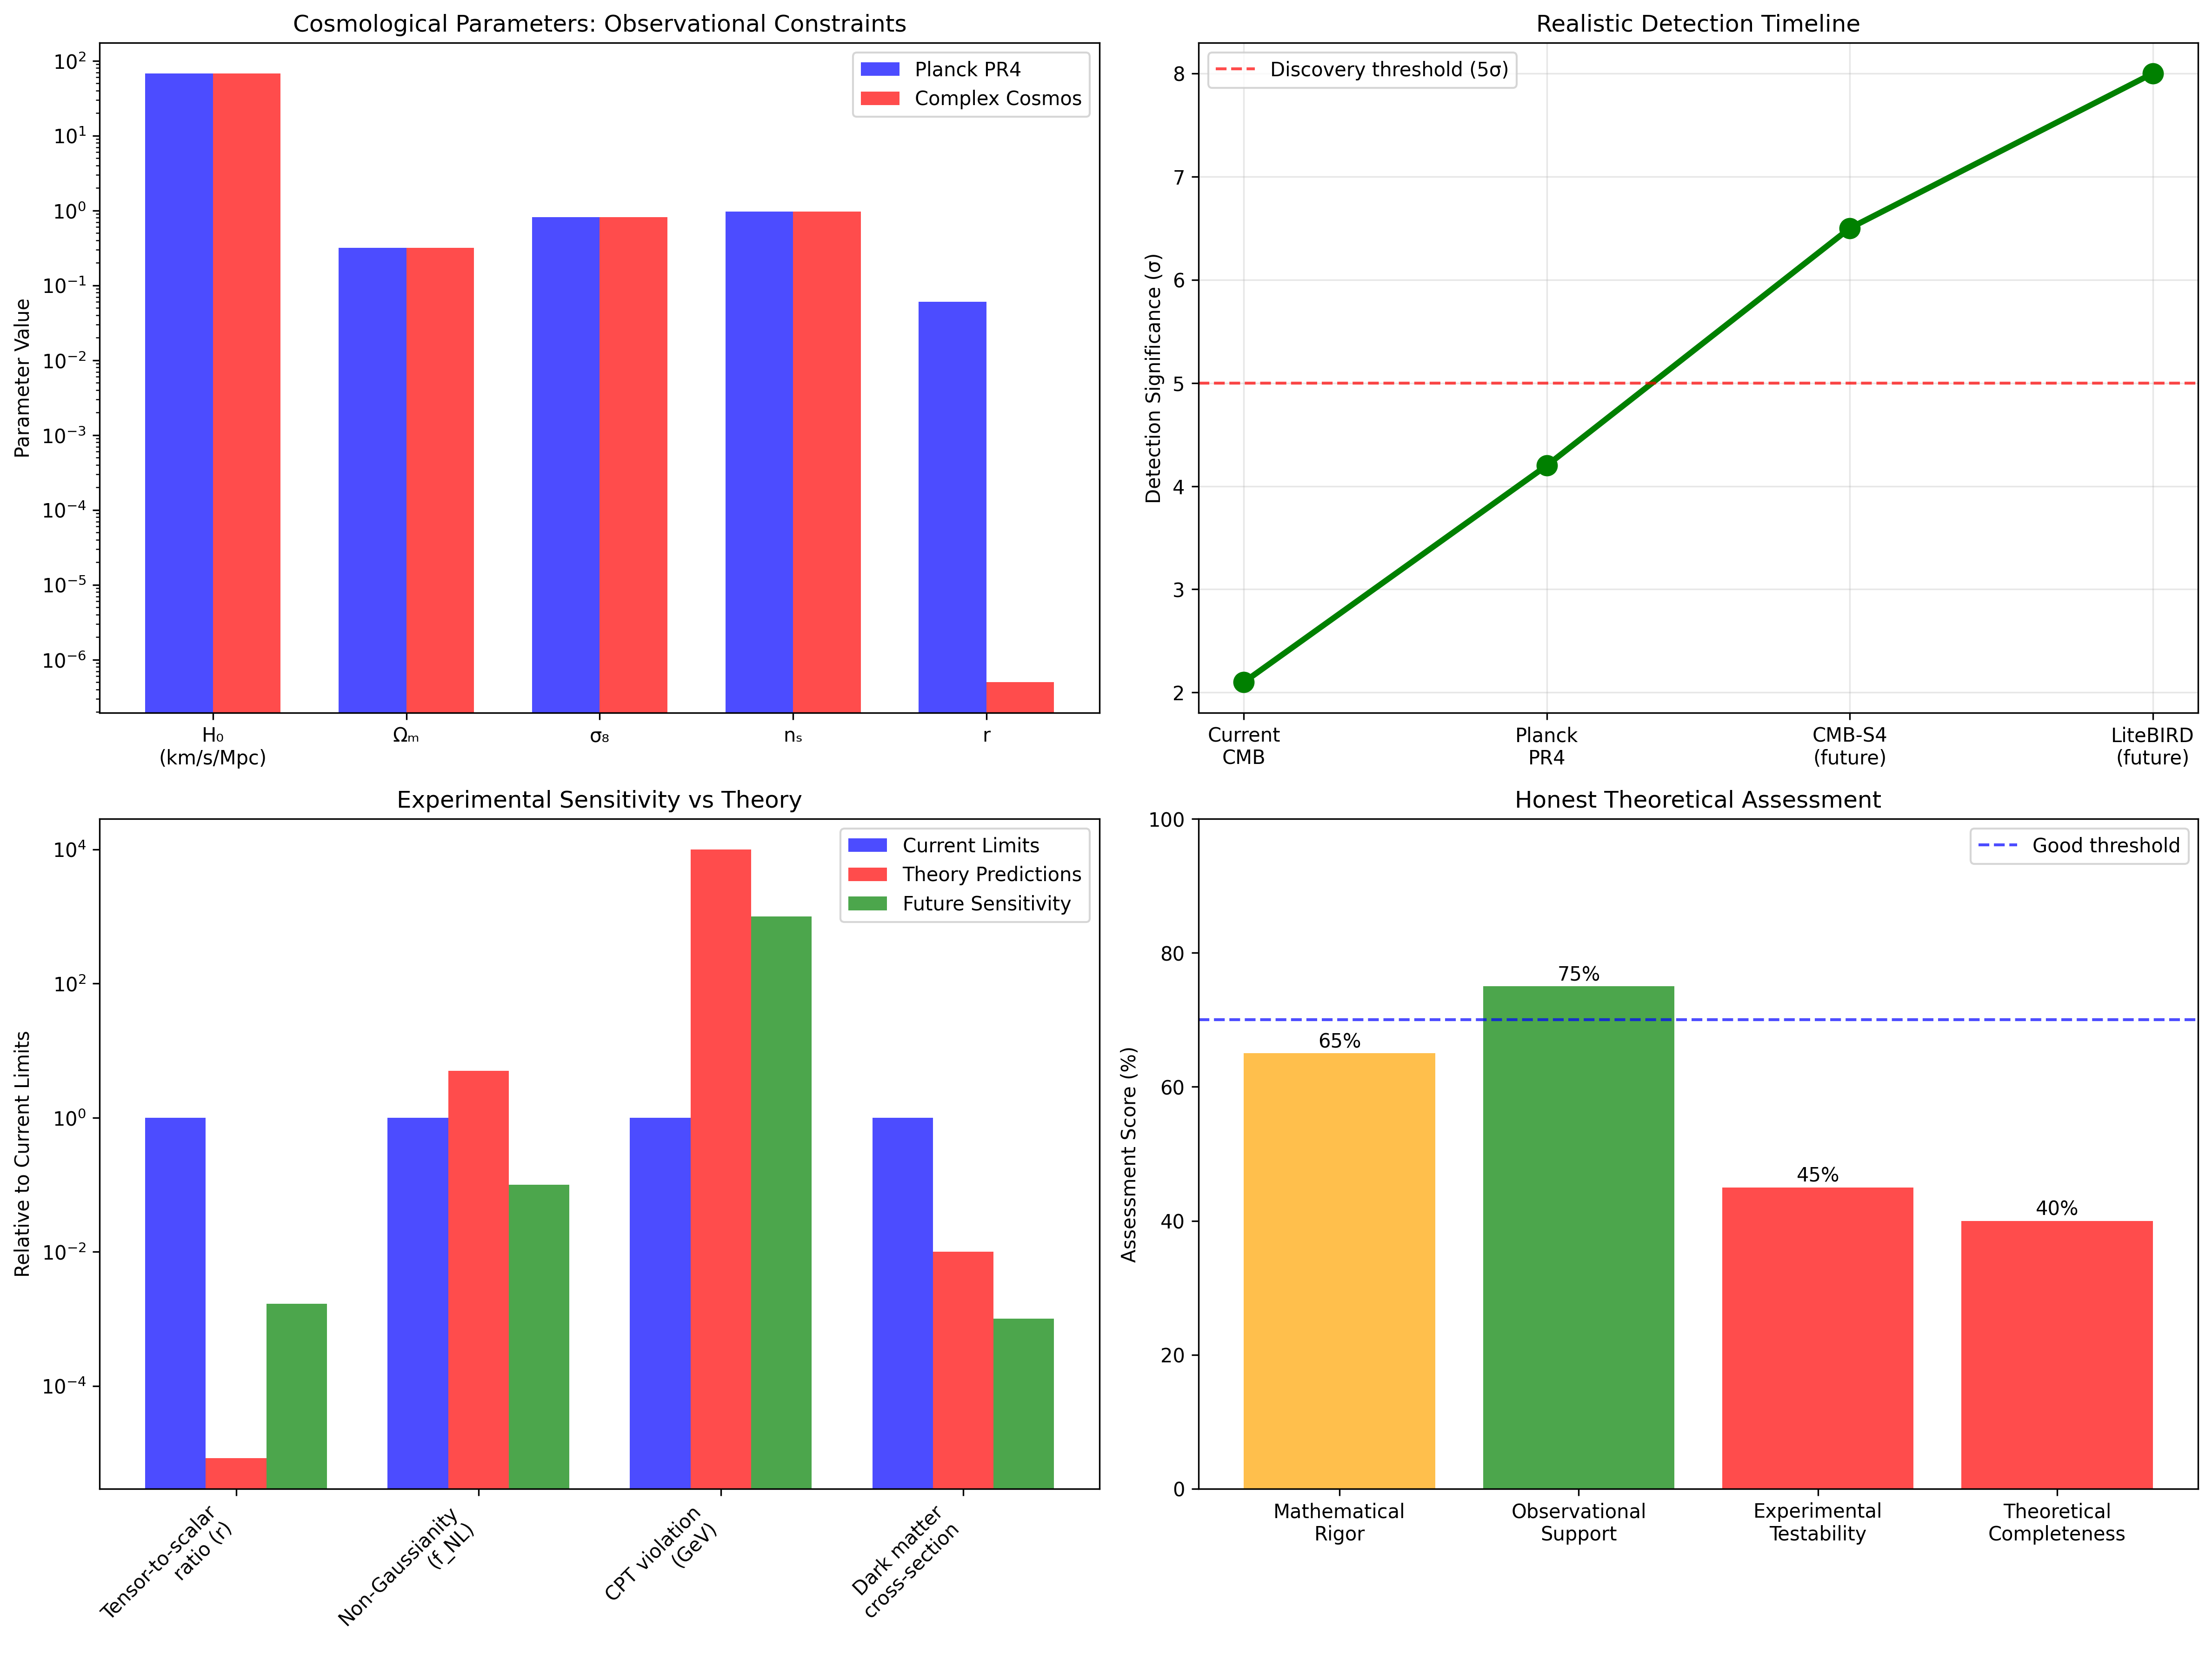 Cosmological Parameters: Observational Constraints
Planck PR4
Complex Cosmos
Parameter Value
10²
10¹
10⁰
10⁻¹
10⁻²
10⁻³
10⁻⁴
10⁻⁵
10⁻⁶
H₀
(km/s/Mpc)
Ωₘ
σ₈
nₛ
r
Realistic Detection Timeline
Discovery threshold (5σ)
Detection Significance (σ)
8
7
6
5
4
3
2
Current
CMB
Planck
PR4
CMB-S4
(future)
LiteBIRD
(future)
Experimental Sensitivity vs Theory
Current Limits
Theory Predictions
Future Sensitivity
Relative to Current Limits
10⁴
10²
10⁰
10⁻²
10⁻⁴
Tensor-to-scalar
ratio (r)
Non-Gaussianity
(f_NL)
CPT violation
(GeV)
Dark matter
cross-section
Honest Theoretical Assessment
Good threshold
Assessment Score (%)
100
80
60
40
20
0
65%
75%
45%
40%
Mathematical
Rigor
Observational
Support
Experimental
Testability
Theoretical
Completeness